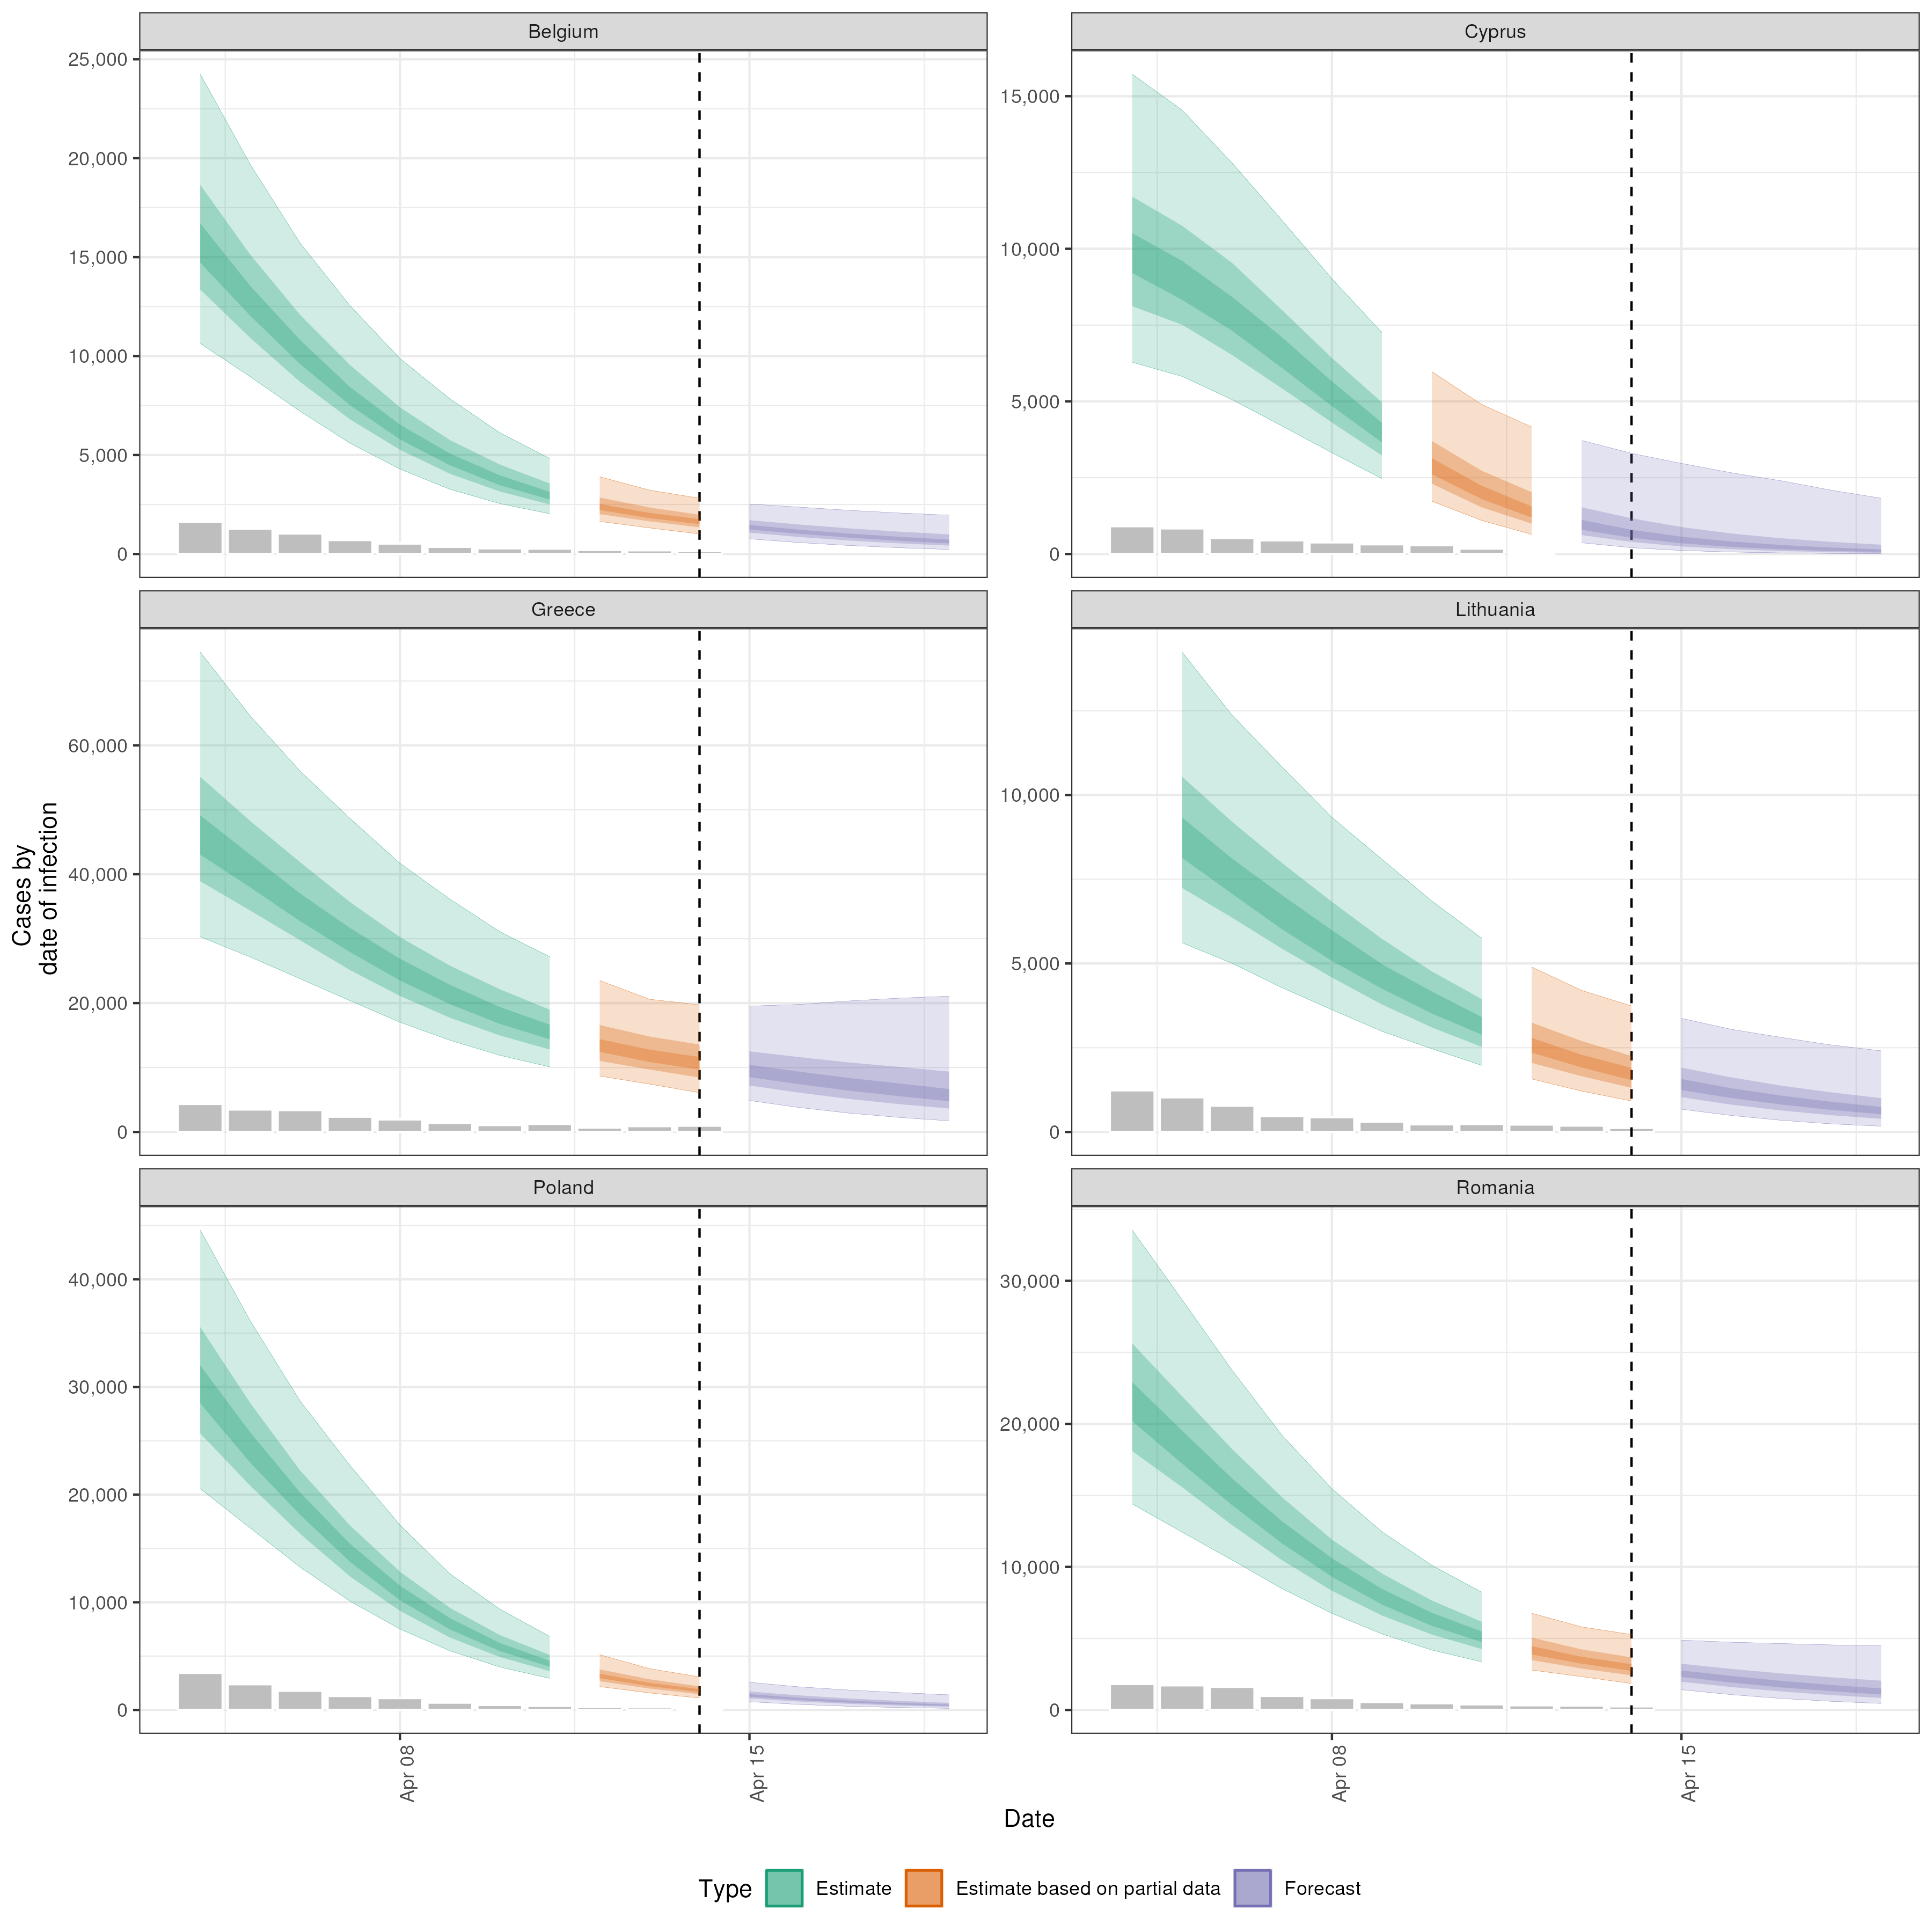 Belgium
Cyprus
25,000
20,000
15,000
10,000
5,000
0
15,000
10,000
5,000
0
Greece
Lithuania
60,000
40,000
20,000
0
10,000
5,000
0
Poland
Romania
40,000
30,000
20,000
10,000
0
30,000
20,000
10,000
0
Cases by
date of infection
Apr 08
Apr 15
Apr 08
Apr 15
Date
Type Estimate Estimate based on partial data Forecast